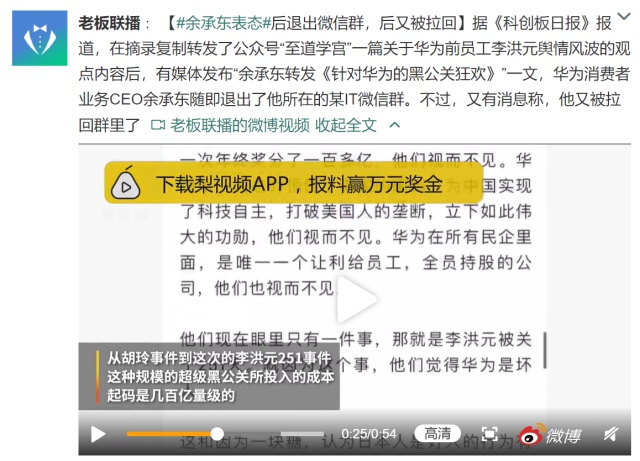 老板联播： 【#余承东表态#后退出微信群，后又被拉回】据《科创板日报》报
道，在摘录复制转发了公众号“至道学宫”一篇关于华为前员工李洪元舆情风波的观
点内容后，有媒体发布“余承东转发《针对华为的黑公关狂欢》”一文，华为消费者
业务CEO余承东随即退出了他所在的某IT微信群。不过，又有消息称，他又被拉
回群里了 老板联播的微博视频 收起全文
一次年终奖分了一百多亿，他们视而不见。华
下载梨视频APP，报料赢万元奖金
中国实现
了科技自主，打破美国人的垄断，立下如此伟
大的功勋，他们视而不见。华为在所有民企里
面，是唯一一个让利给员工，全员持股的公
司，他们也视而不见
他们现在眼里只有一件事，那就是李洪元被关
个事，他们觉得华为是坏
从胡玲事件到这次的李洪元251事件
这种规模的超级黑公关所投入的成本
起码是几百亿量级的
0:25/0:54 高清 微博